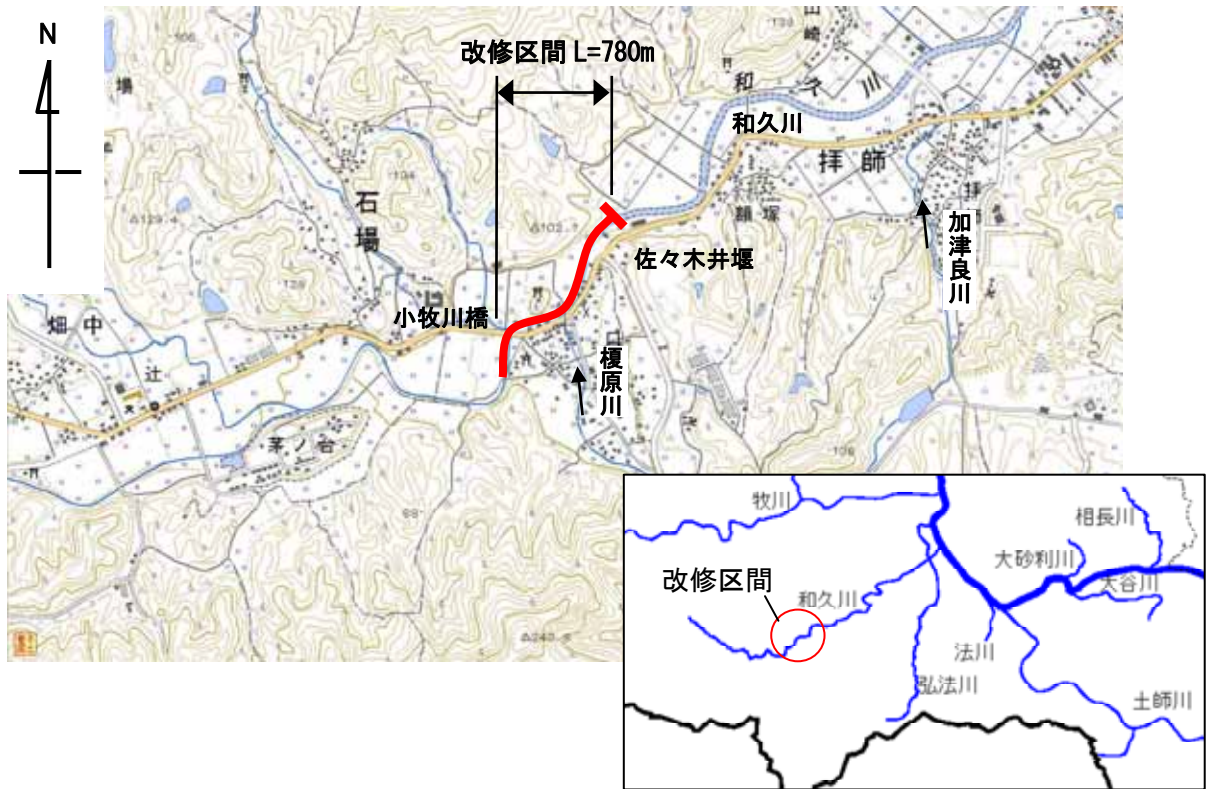 N
改修区間 L=780m
和久川
和久川
拝師
石場
額塚
佐々木井堰
加津良川
小牧川橋
畑中
辻
榎原川
茅ノ台
牧川
相長川
大砂利川
大谷川
改修区間
和久川
法川
弘法川
土師川